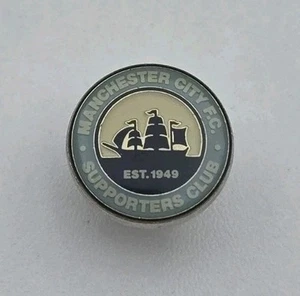 MANCHESTER CITY F.C.
EST.1949
SUPPORTERS CLUB